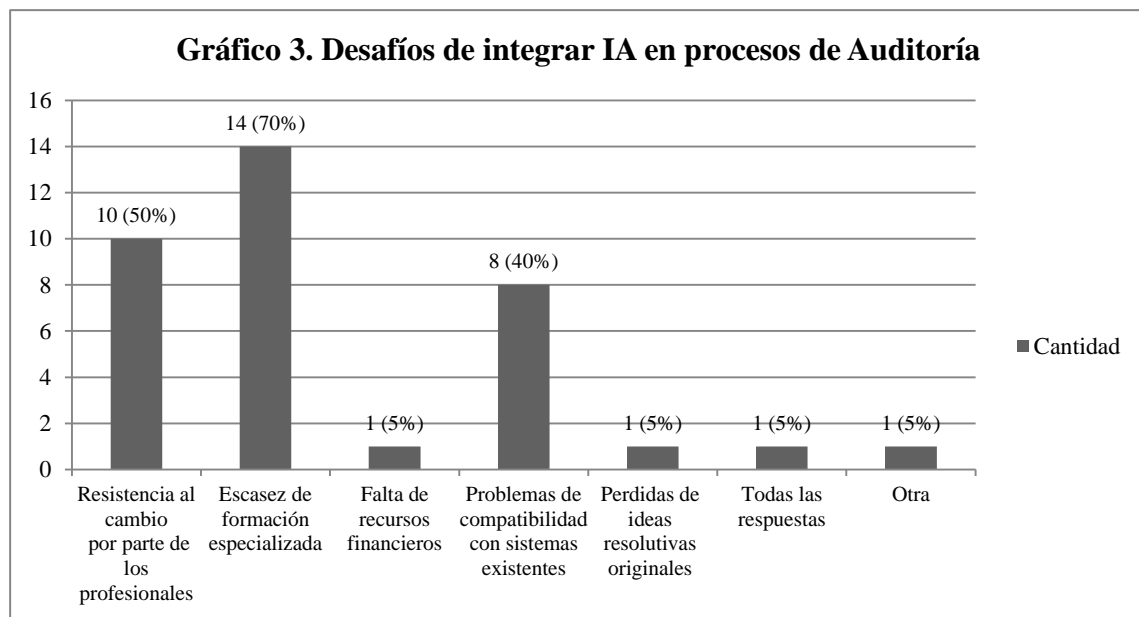 Gráfico 3. Desafíos de integrar IA en procesos de Auditoría
16
14
12
10
8
6
4
2
0
10 (50%)
14 (70%)
1 (5%)
8 (40%)
1 (5%)
1 (5%)
1 (5%)
Resistencia al
cambio
por parte de
los
profesionales
Escasez de
formación
especializada
Falta de
recursos
financieros
Problemas de
compatibilidad
con sistemas
existentes
Perdidas de
ideas
resolutivas
originales
Todas las
respuestas
Otra
Cantidad